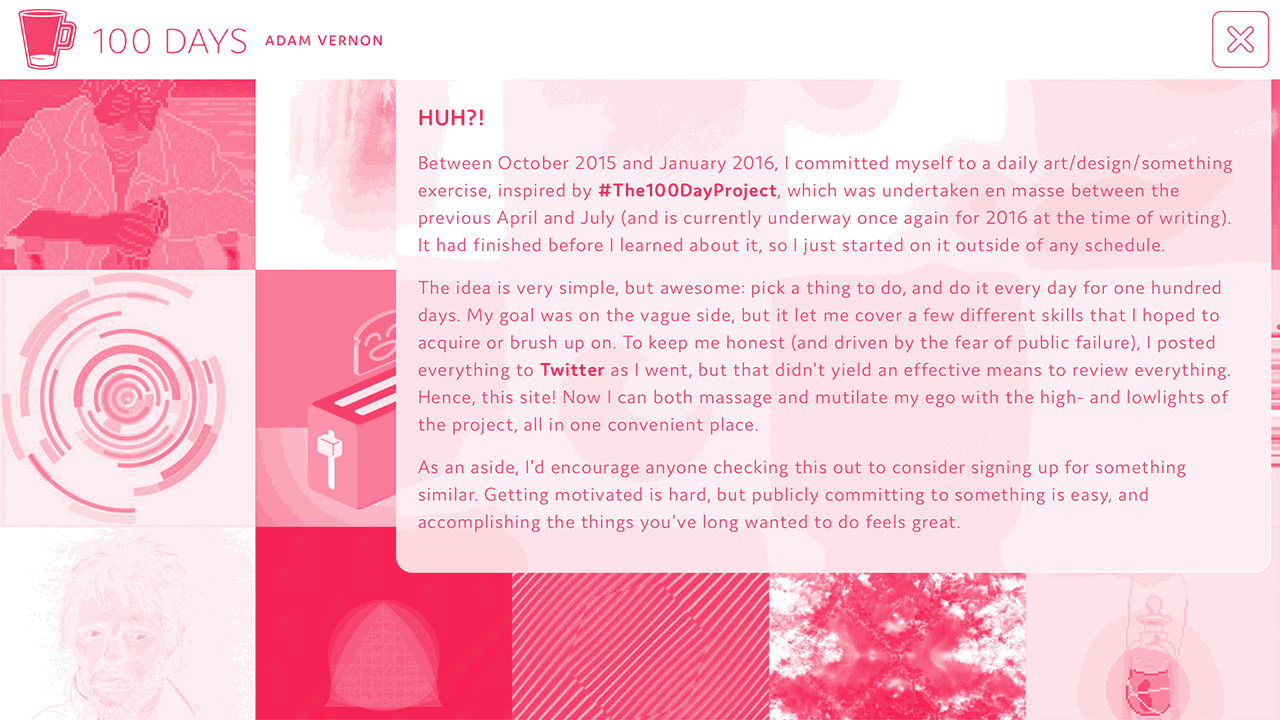 100 DAYS ADAM VERNON
HUH?!
Between October 2015 and January 2016, I committed myself to a daily art/design/something
exercise, inspired by #The100DayProject, which was undertaken en masse between the
previous April and July (and is currently underway once again for 2016 at the time of writing).
It had finished before I learned about it, so I just started on it outside of any schedule.
The idea is very simple, but awesome: pick a thing to do, and do it every day for one hundred
days. My goal was on the vague side, but it let me cover a few different skills that I hoped to
acquire or brush up on. To keep me honest (and driven by the fear of public failure), I posted
everything to Twitter as I went, but that didn't yield an effective means to review everything.
Hence, this site! Now I can both massage and mutilate my ego with the high- and lowlights of
the project, all in one convenient place.
As an aside, I'd encourage anyone checking this out to consider signing up for something
similar. Getting motivated is hard, but publicly committing to something is easy, and
accomplishing the things you've long wanted to do feels great.